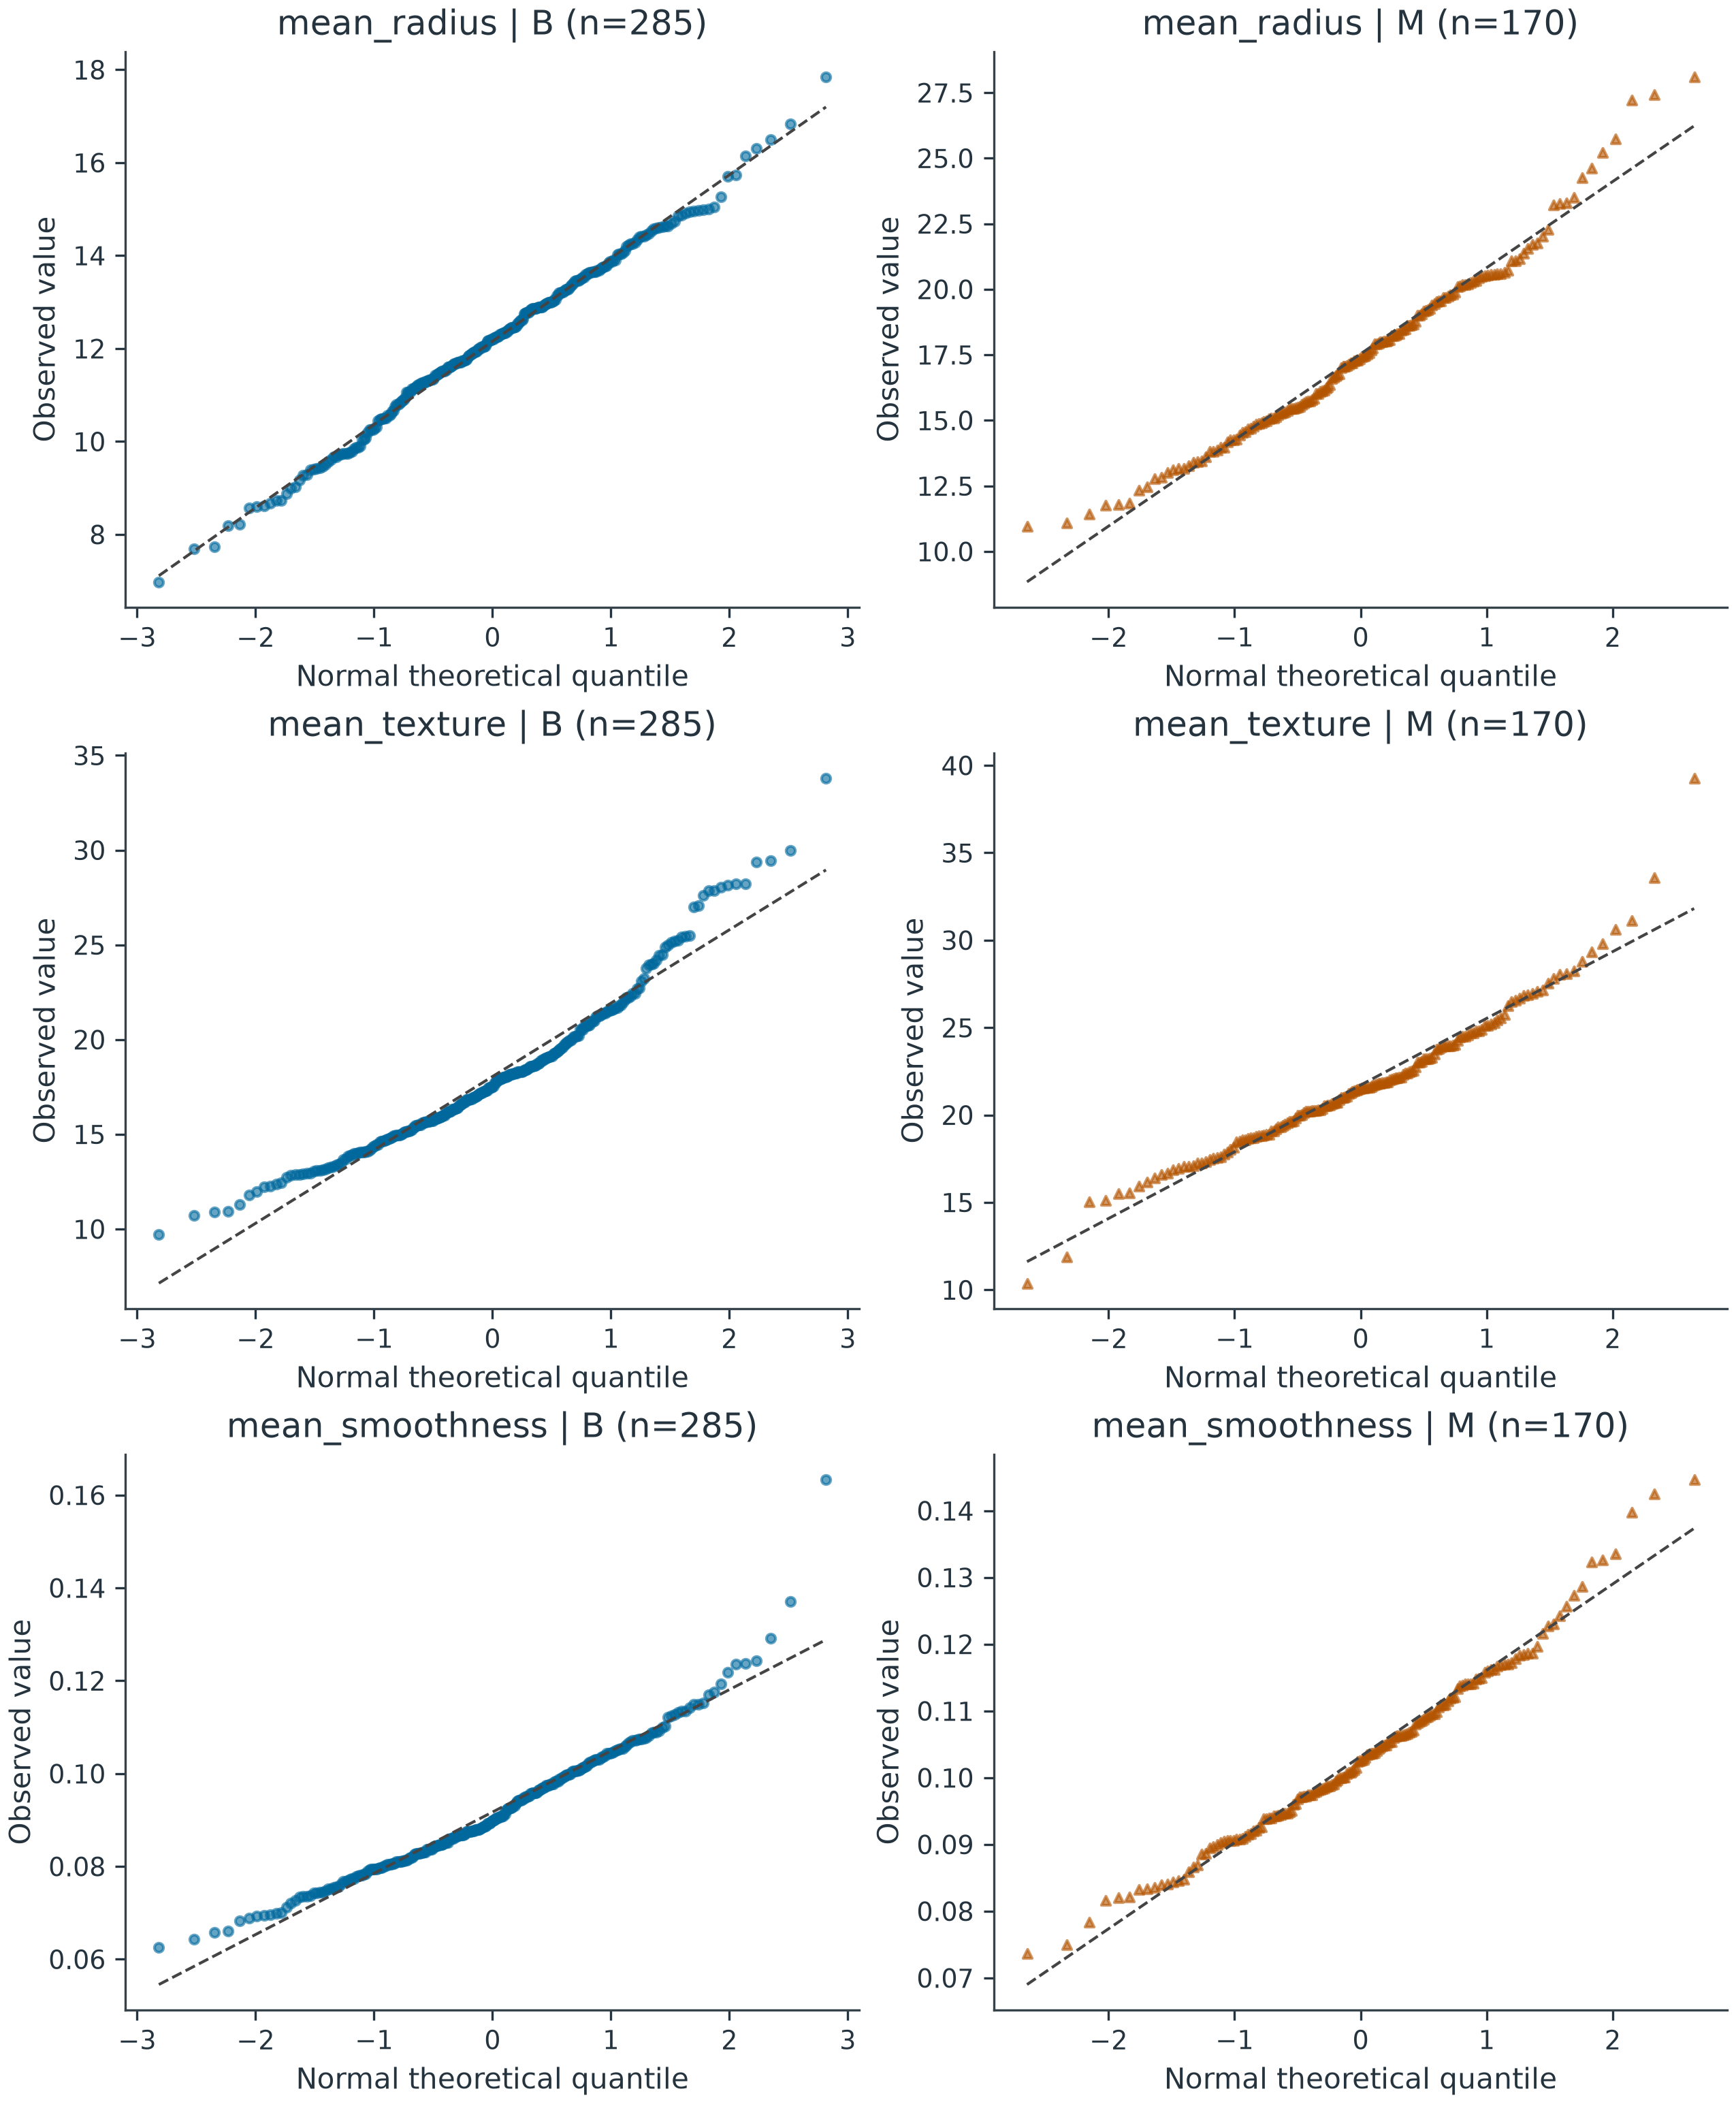 mean_radius | B (n=285)
18
16
14
12
10
8
Observed value
−3 −2 −1 0 1 2 3
Normal theoretical quantile
mean_radius | M (n=170)
27.5
25.0
22.5
20.0
17.5
15.0
12.5
10.0
Observed value
−2 −1 0 1 2
Normal theoretical quantile
mean_texture | B (n=285)
35
30
25
20
15
10
Observed value
−3 −2 −1 0 1 2 3
Normal theoretical quantile
mean_texture | M (n=170)
40
35
30
25
20
15
10
Observed value
−2 −1 0 1 2
Normal theoretical quantile
mean_smoothness | B (n=285)
0.16
0.14
0.12
0.10
0.08
0.06
Observed value
−3 −2 −1 0 1 2 3
Normal theoretical quantile
mean_smoothness | M (n=170)
0.14
0.13
0.12
0.11
0.10
0.09
0.08
0.07
Observed value
−2 −1 0 1 2
Normal theoretical quantile